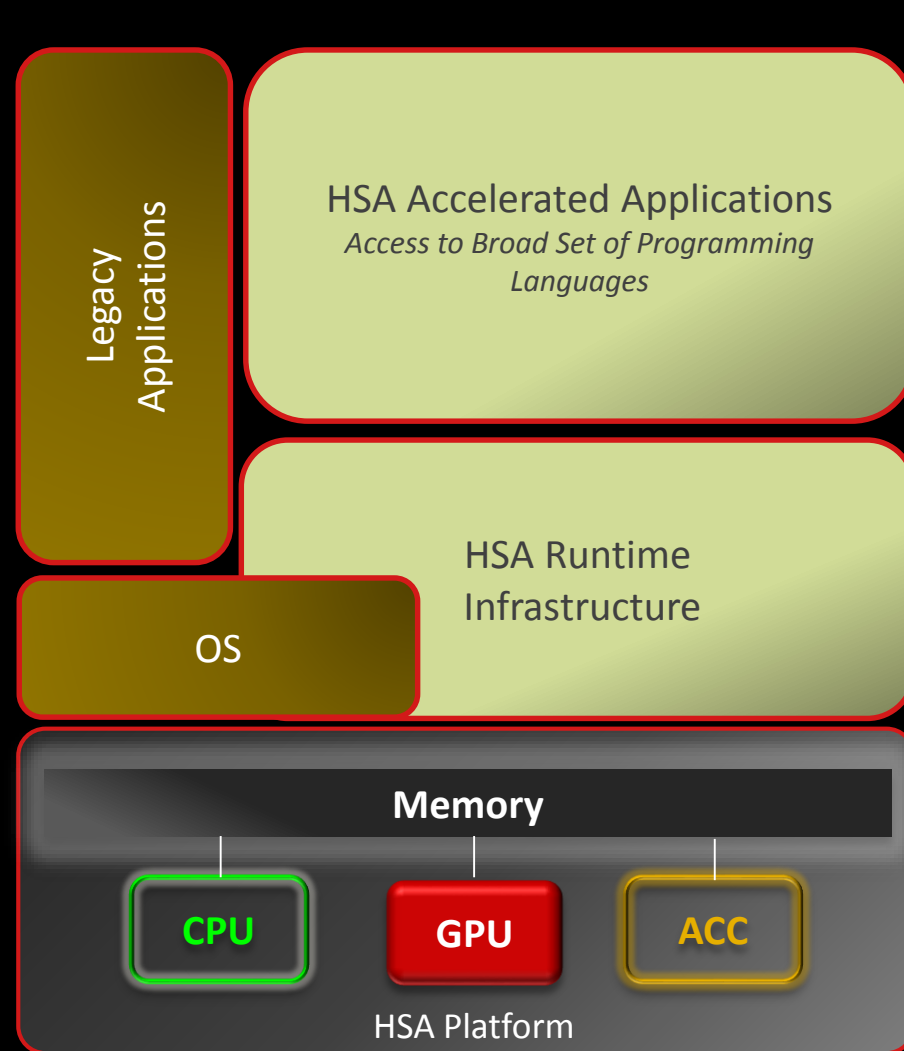 Legacy
Applications
HSA Accelerated Applications
Access to Broad Set of Programming
Languages
HSA Runtime
Infrastructure
OS
Memory
CPU
GPU
ACC
HSA Platform